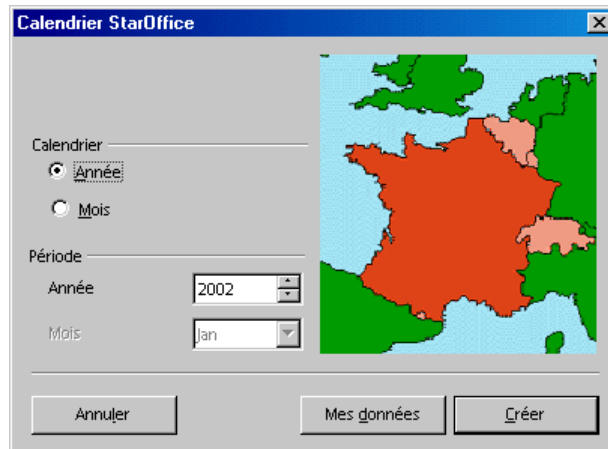 Calendrier StarOffice
Calendrier
Année
Mois
Période
Année 2002
Mois Jan
Annuler Mes données Créer